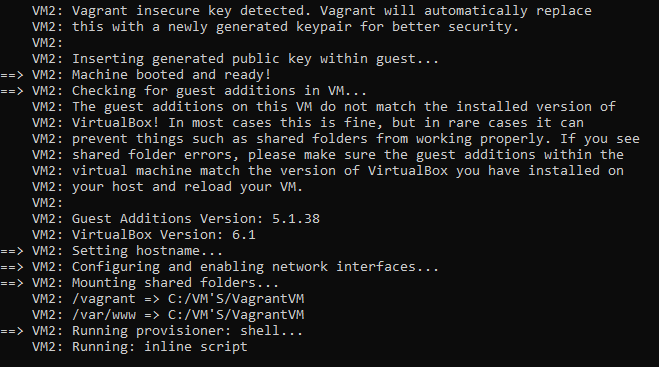 VM2: Vagrant insecure key detected. Vagrant will automatically replace
    VM2: this with a newly generated keypair for better security.
    VM2:
    VM2: Inserting generated public key within guest...
==> VM2: Machine booted and ready!
==> VM2: Checking for guest additions in VM...
    VM2: The guest additions on this VM do not match the installed version of
    VM2: VirtualBox! In most cases this is fine, but in rare cases it can
    VM2: prevent things such as shared folders from working properly. If you see
    VM2: shared folder errors, please make sure the guest additions within the
    VM2: virtual machine match the version of VirtualBox you have installed on
    VM2: your host and reload your VM.
    VM2:
    VM2: Guest Additions Version: 5.1.38
    VM2: VirtualBox Version: 6.1
==> VM2: Setting hostname...
==> VM2: Configuring and enabling network interfaces...
==> VM2: Mounting shared folders...
    VM2: /vagrant => C:/VM'S/VagrantVM
    VM2: /var/www => C:/VM'S/VagrantVM
==> VM2: Running provisioner: shell...
    VM2: Running: inline script